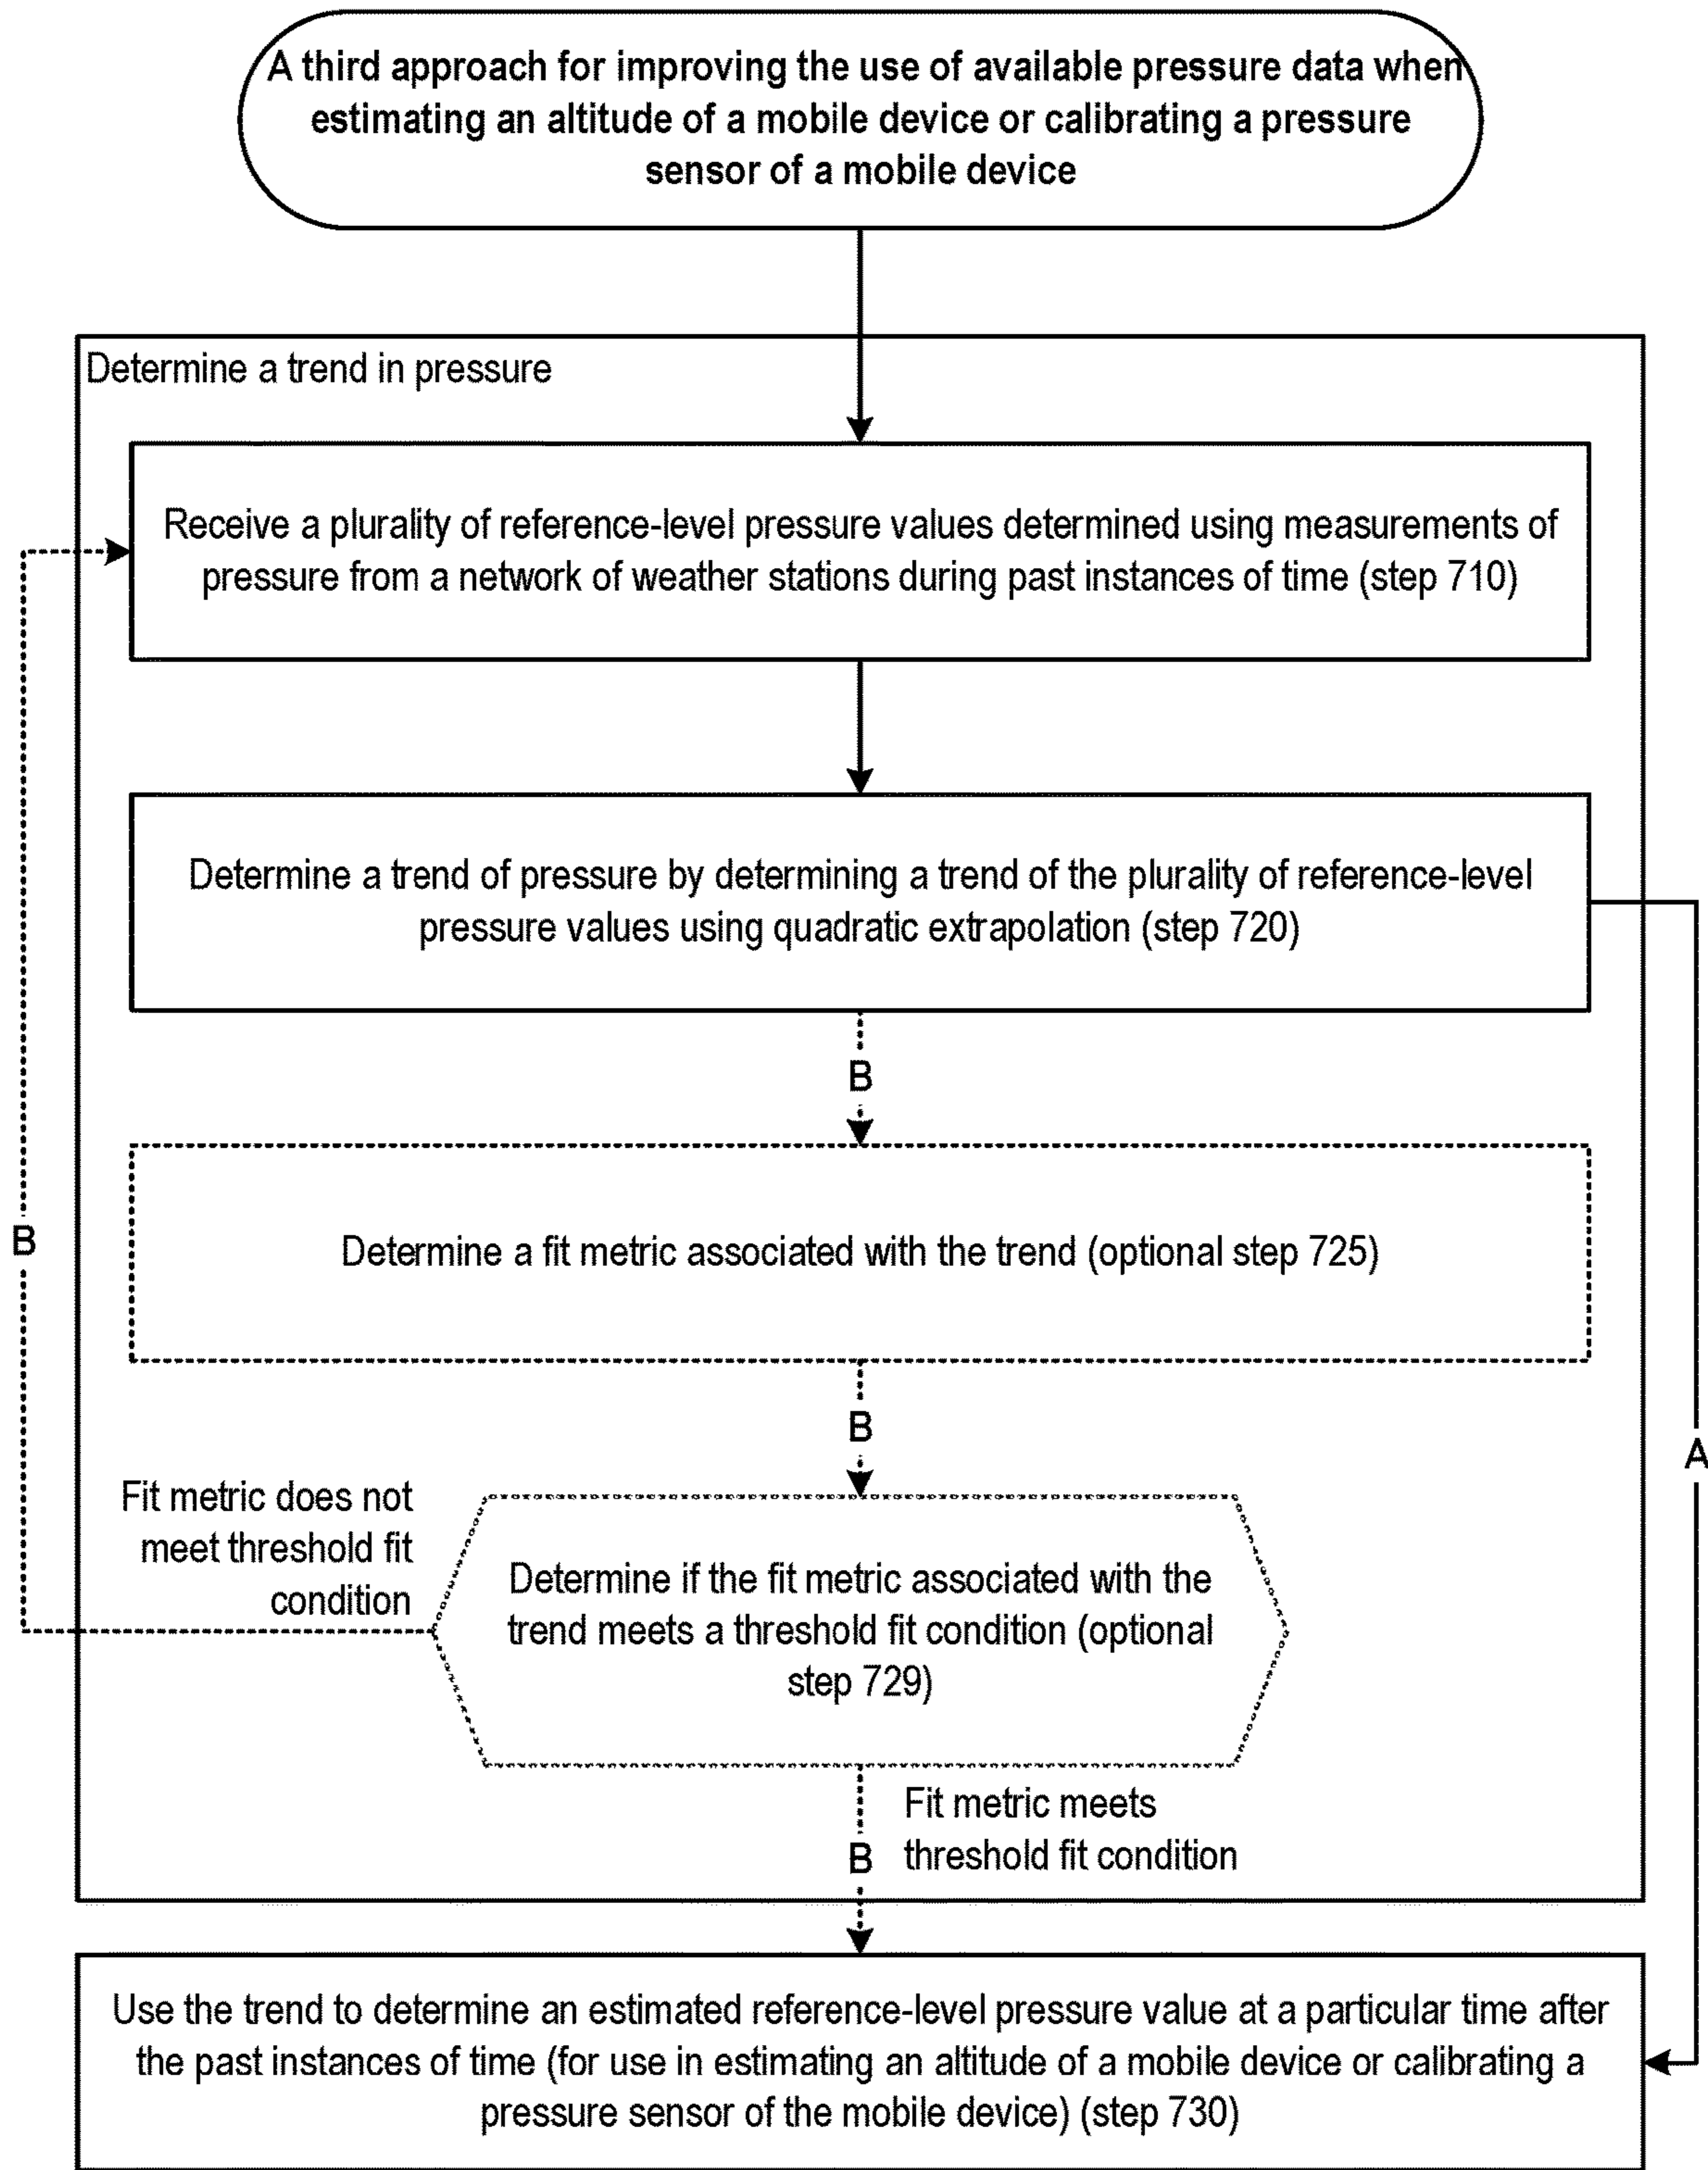 A third approach for improving the use of available pressure data when
estimating an altitude of a mobile device or calibrating a pressure
sensor of a mobile device
Determine a trend in pressure
Receive a plurality of reference-level pressure values determined using measurements of
pressure from a network of weather stations during past instances of time (step 710)
Determine a trend of pressure by determining a trend of the plurality of reference-level
pressure values using quadratic extrapolation (step 720)
B
Determine a fit metric associated with the trend (optional step 725)
B
B
A
Fit metric does not
meet threshold fit
condition
Determine if the fit metric associated with the
trend meets a threshold fit condition (optional
step 729)
Fit metric meets
threshold fit condition
B
Use the trend to determine an estimated reference-level pressure value at a particular time after
the past instances of time (for use in estimating an altitude of a mobile device or calibrating a
pressure sensor of the mobile device) (step 730)